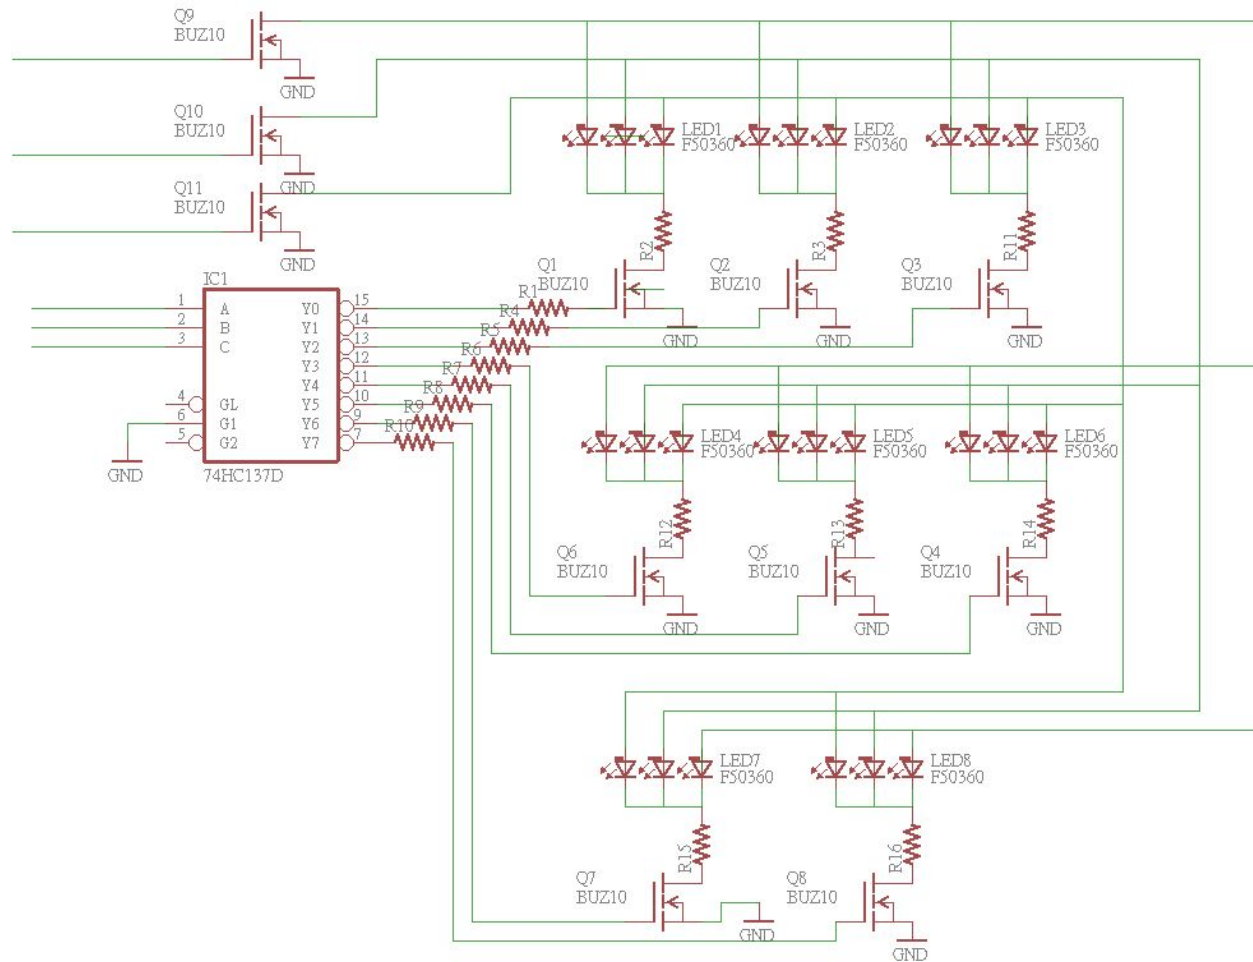 Q9
BUZ10
GND
Q10
BUZ10
GND
Q11
BUZ10
GND
LED1
F50360
LED2
F50360
LED3
F50360
R2
R3
R11
Q1
BUZ10
GND
Q2
BUZ10
GND
Q3
BUZ10
GND
IC1
1 A Y0 15
2 B Y1 14
3 C Y2 13
Y3 12
Y4 11
4 GL Y5 10
6 G1 Y6 9
5 G2 Y7 7
74HC137D
GND
R1
R4
R5
R6
R7
R8
R9
R10
LED4
F50360
LED5
F50360
LED6
F50360
R12
R13
R14
Q6
BUZ10
GND
Q5
BUZ10
GND
Q4
BUZ10
GND
LED7
F50360
LED8
F50360
R15
R16
Q7
BUZ10
GND
Q8
BUZ10
GND